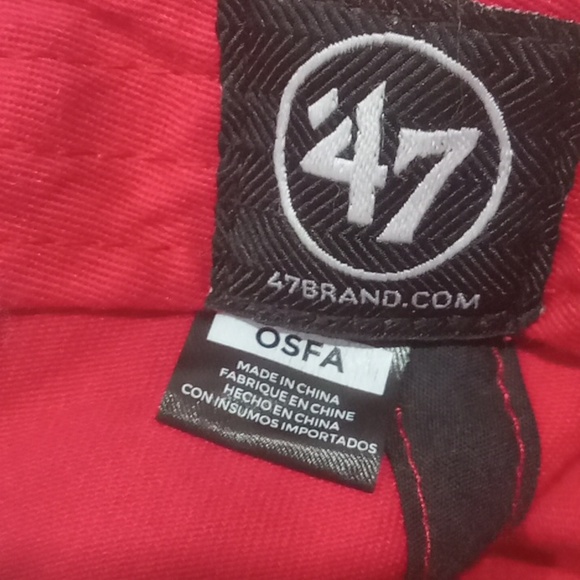 '47
47BRAND.COM
OSFA
MADE IN CHINA
FABRIQUE EN CHINE
HECHO EN CHINA
CON INSUMOS IMPORTADOS